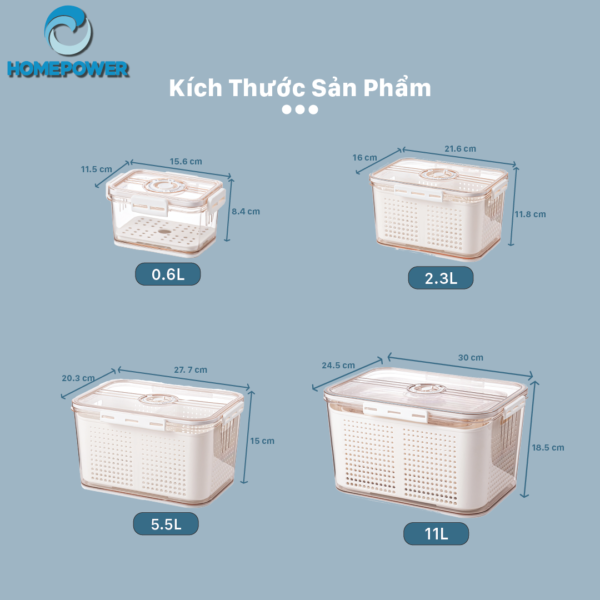 HOMEPOWER
Kích Thước Sản Phẩm
11.5 cm
15.6 cm
8.4 cm
0.6L
16 cm
21.6 cm
11.8 cm
2.3L
20.3 cm
27. 7 cm
15 cm
5.5L
24.5 cm
30 cm
18.5 cm
11L